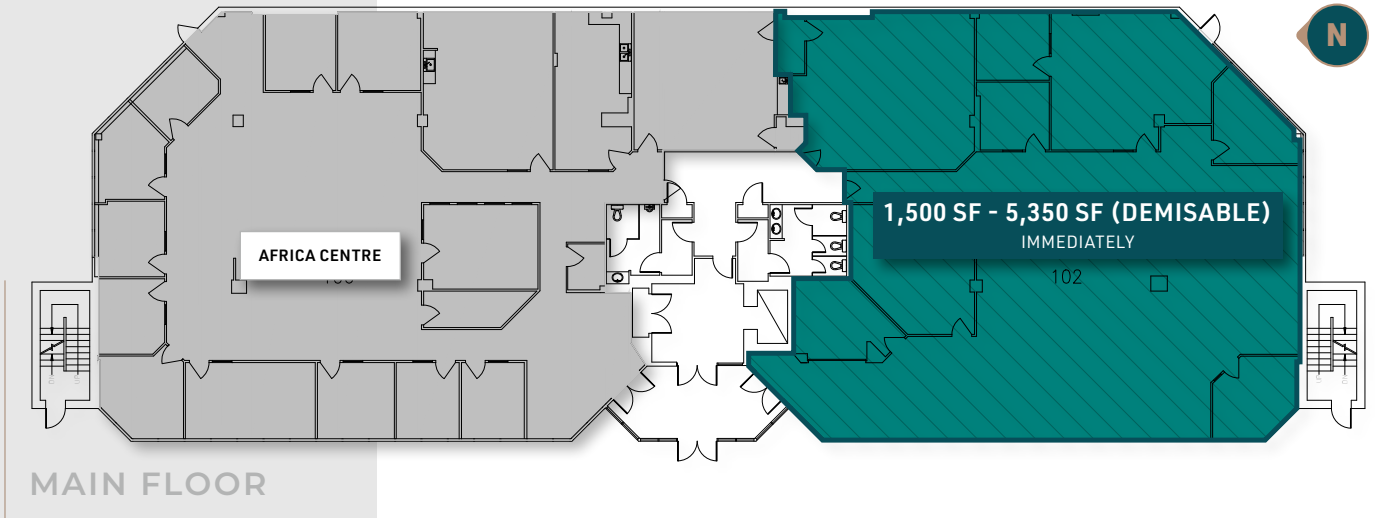 N
AFRICA CENTRE
1,500 SF - 5,350 SF (DEMISABLE)
IMMEDIATELY
102
MAIN FLOOR